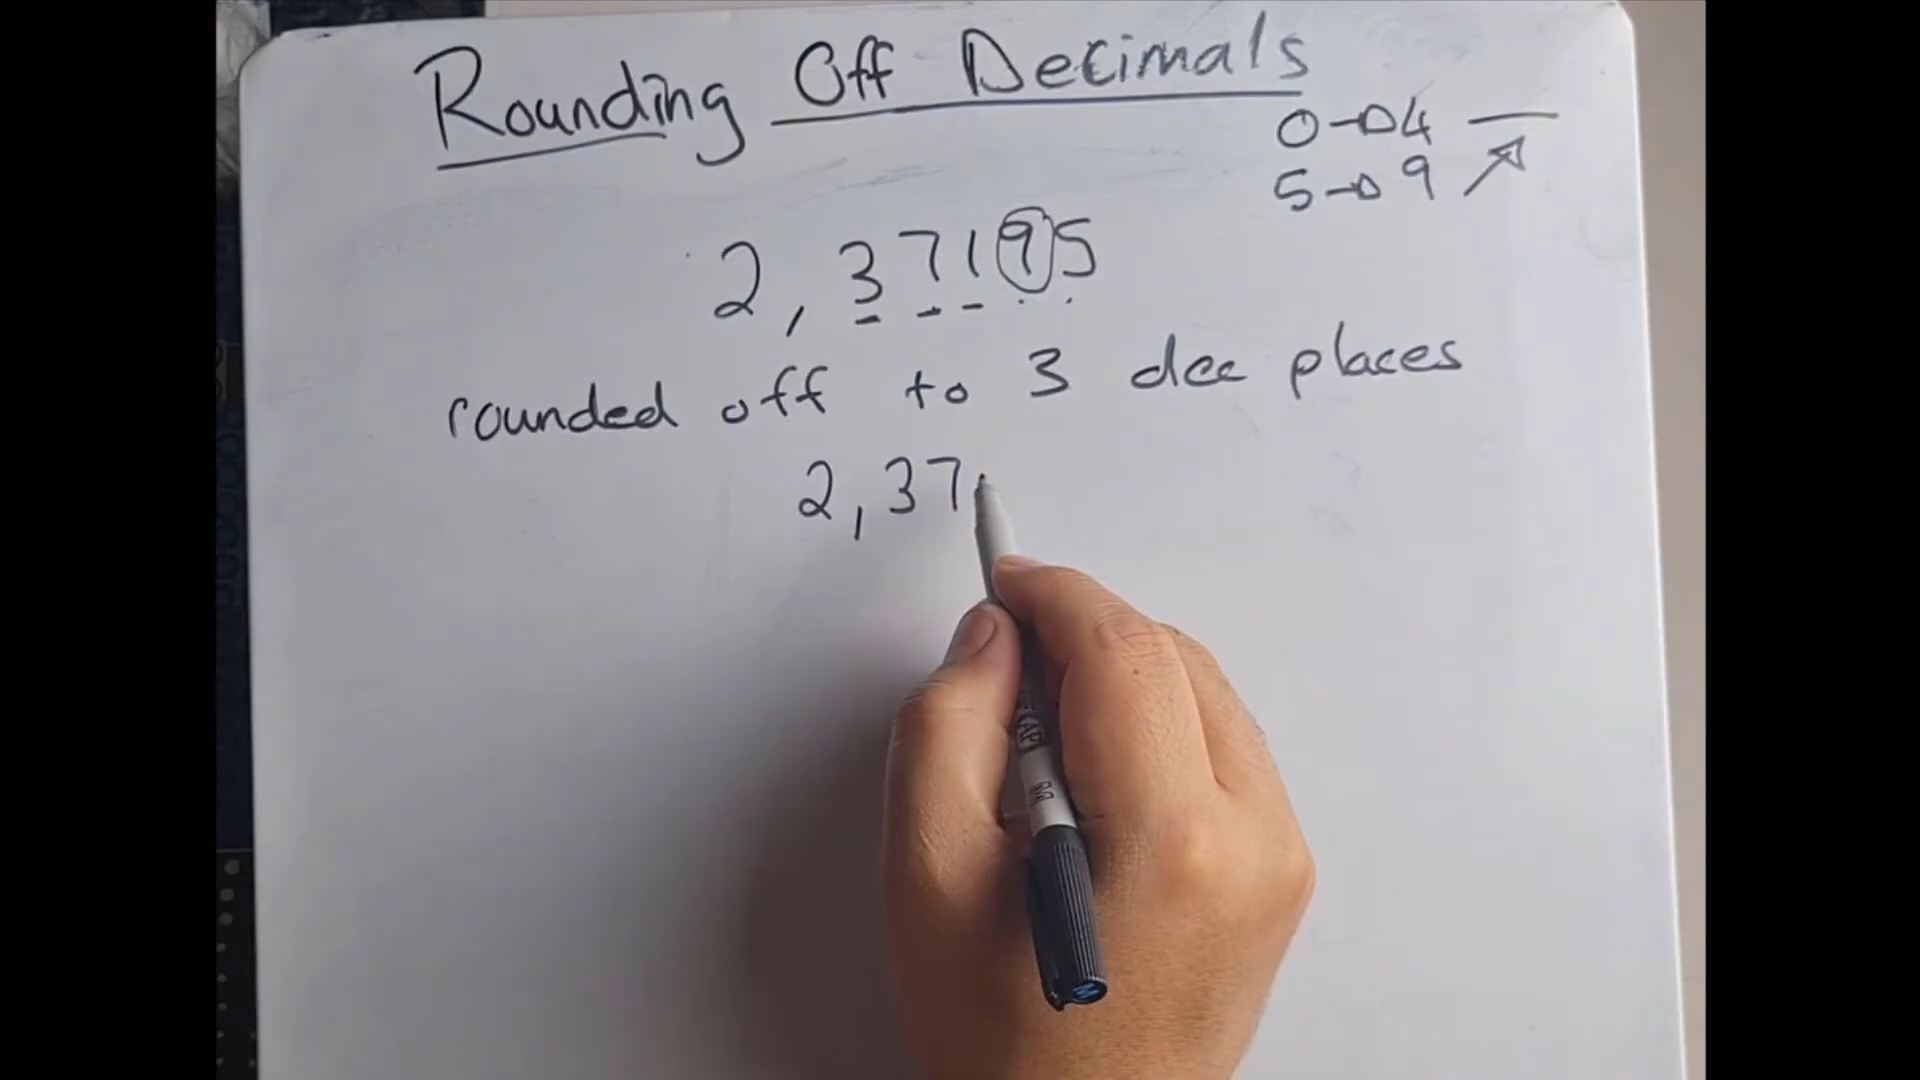 Rounding Off Decimals
0→4 —
5→9 ↗
2,37195
rounded off to 3 dec places
2,37
M